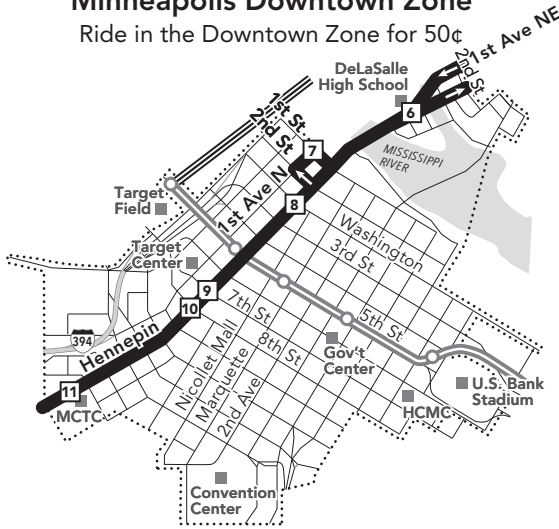 Minneapolis Downtown Zone
Ride in the Downtown Zone for 50¢
1st Ave NE
2nd St
DeLaSalle
High School
6
1st St
2nd St
7
MISSISSIPPI
RIVER
Target
Field
1st Ave N
8
Washington
3rd St
Target
Center
9
10
7th St
5th St
394
Hennepin
Nicollet Mall
Marquette
2nd Ave
8th St
Gov't
Center
11
MCTC
HCMC
U.S. Bank
Stadium
Convention
Center